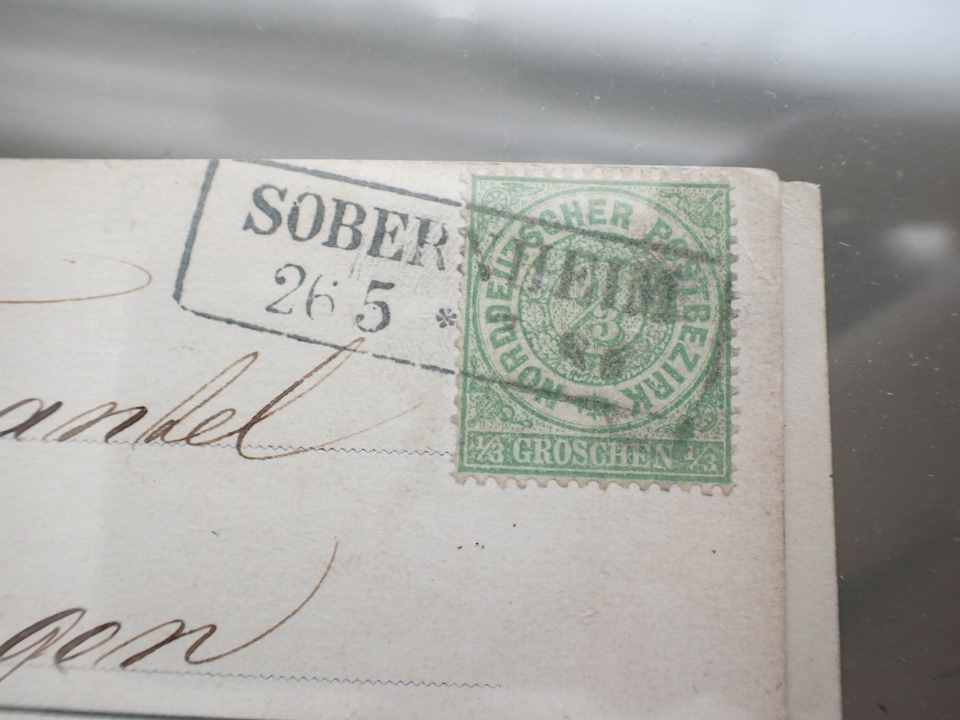 SOBERNHEIM
26 5 *
NORDDEUTSCHER POSTBEZIRK
1/3
1/3 GROSCHEN 1/3
andel
gen